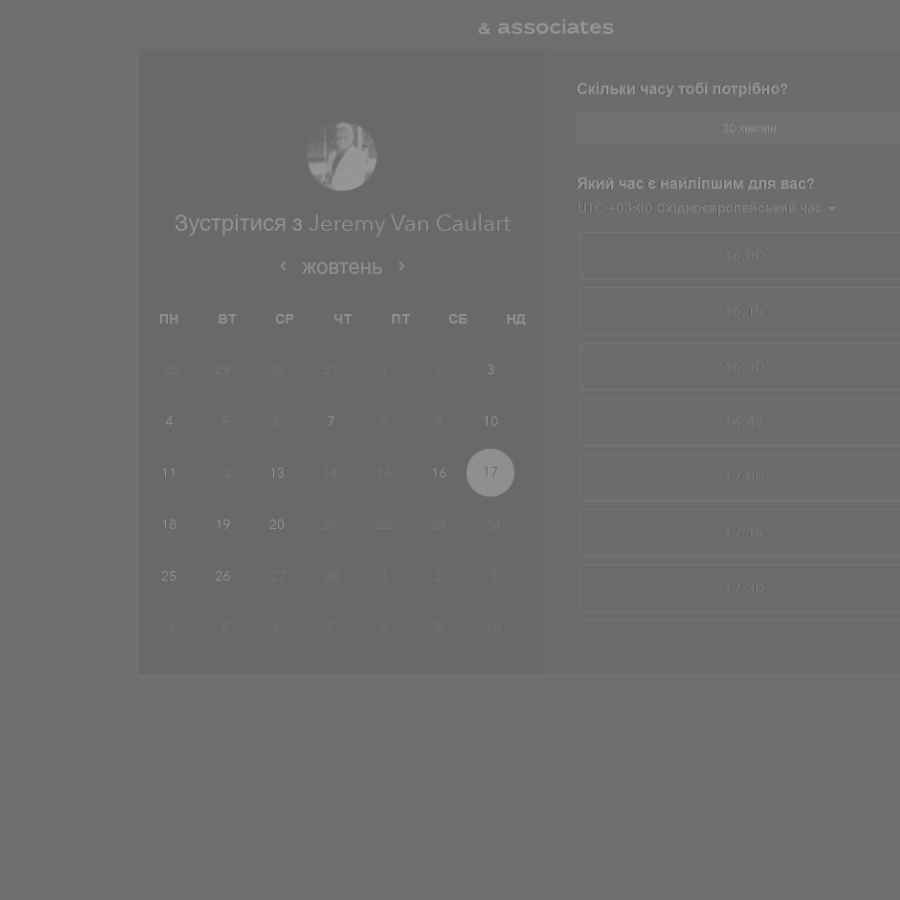 & associates
Зустрітися з Jeremy Van Caulart
жовтень
ПН ВТ СР ЧТ ПТ СБ НД
28 29 30 31 1 2 3
4 5 6 7 8 9 10
11 12 13 14 15 16 17
18 19 20 21 22 23 24
25 26 27 28 1 2 3
4 5 6 7 8 9 10
Скільки часу тобі потрібно?
30 хвилин
Який час є найліпшим для вас?
UTC +03:00 Східноєвропейський час
16:00
16:15
16:30
16:45
17:00
17:15
17:30